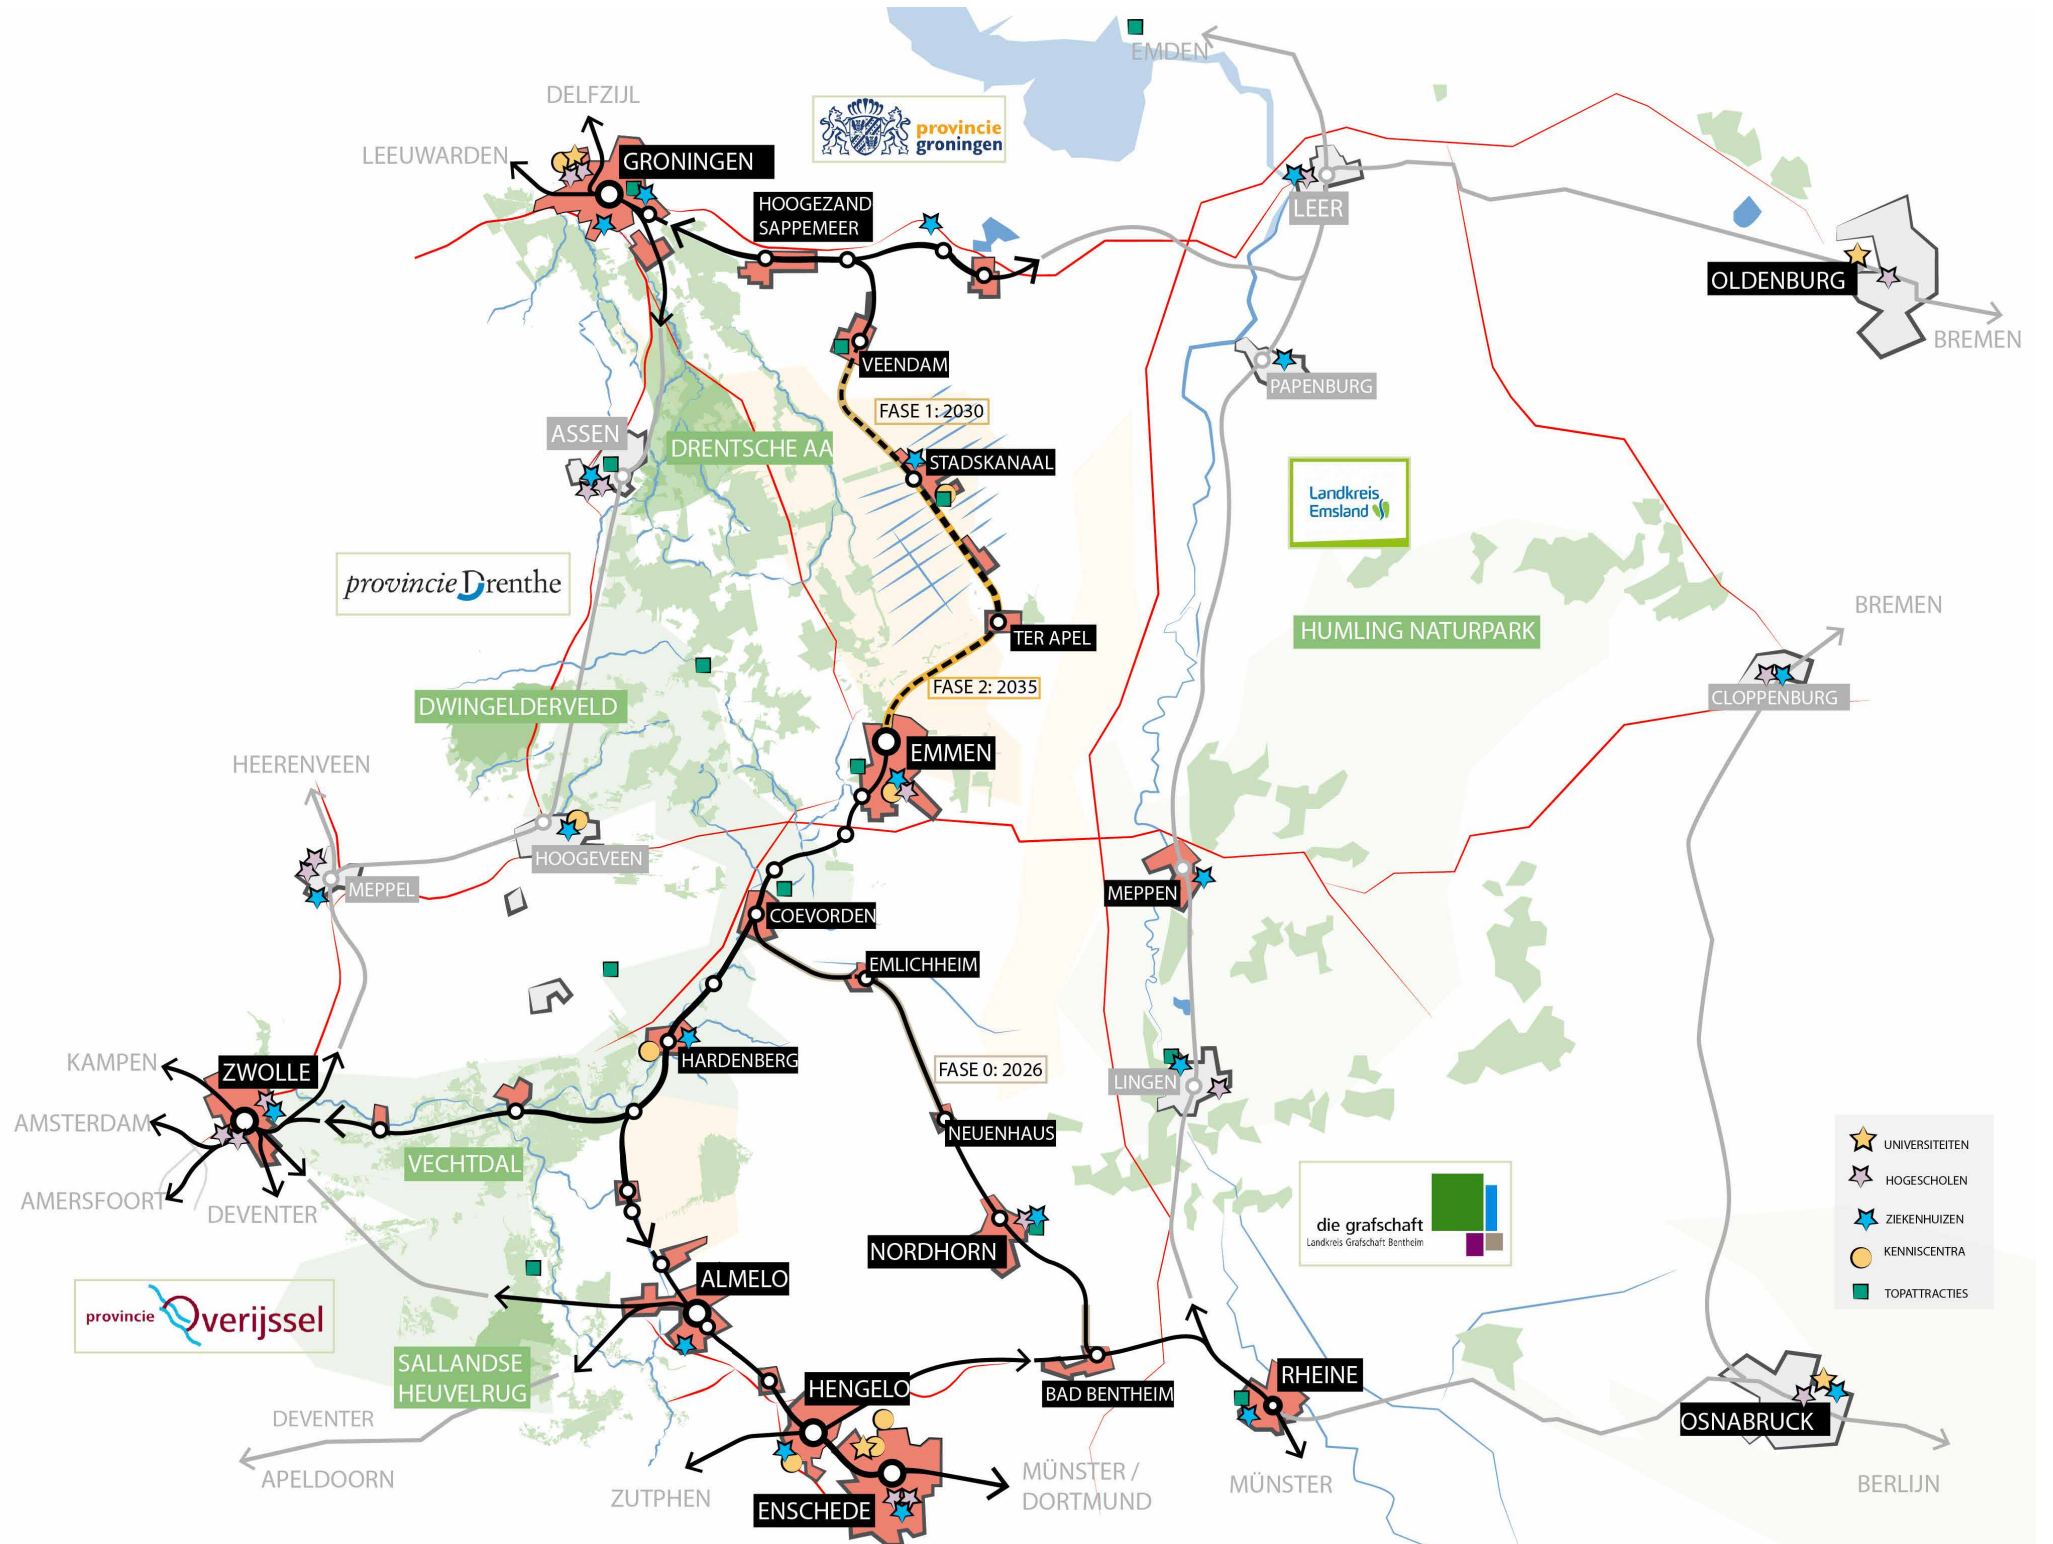 EMDEN
DELFZIJL
LEEUWARDEN
GRONINGEN
provincie
groningen
HOOGEZAND
SAPPEMEER
LEER
OLDENBURG
BREMEN
VEENDAM
PAPENBURG
FASE 1: 2030
ASSEN
DRENTSCHE AA
STADSKANAAL
Landkreis
Emsland
provincie Drenthe
BREMEN
HUMLING NATURPARK
TER APEL
FASE 2: 2035
DWINGELDERVELD
CLOPPENBURG
EMMEN
HEERENVEEN
HOOGEVEEN
MEPPEL
MEPPEN
COEVORDEN
EMLICHHEIM
KAMPEN
ZWOLLE
HARDENBERG
FASE 0: 2026
LINGEN
AMSTERDAM
NEUENHAUS
VECHTDAL
AMERSFOORT
DEVENTER
UNIVERSITEITEN
HOGESCHOLEN
ZIEKENHUIZEN
KENNISCENTRA
TOPATTRACTIES
die grafschaft
Landkreis Grafschaft Bentheim
NORDHORN
ALMELO
provincie Overijssel
SALLANDSE
HEUVELRUG
HENGELO
BAD BENTHEIM
RHEINE
DEVENTER
OSNABRUCK
APELDOORN
ZUTPHEN
ENSCHEDE
MÜNSTER /
DORTMUND
MÜNSTER
BERLIJN